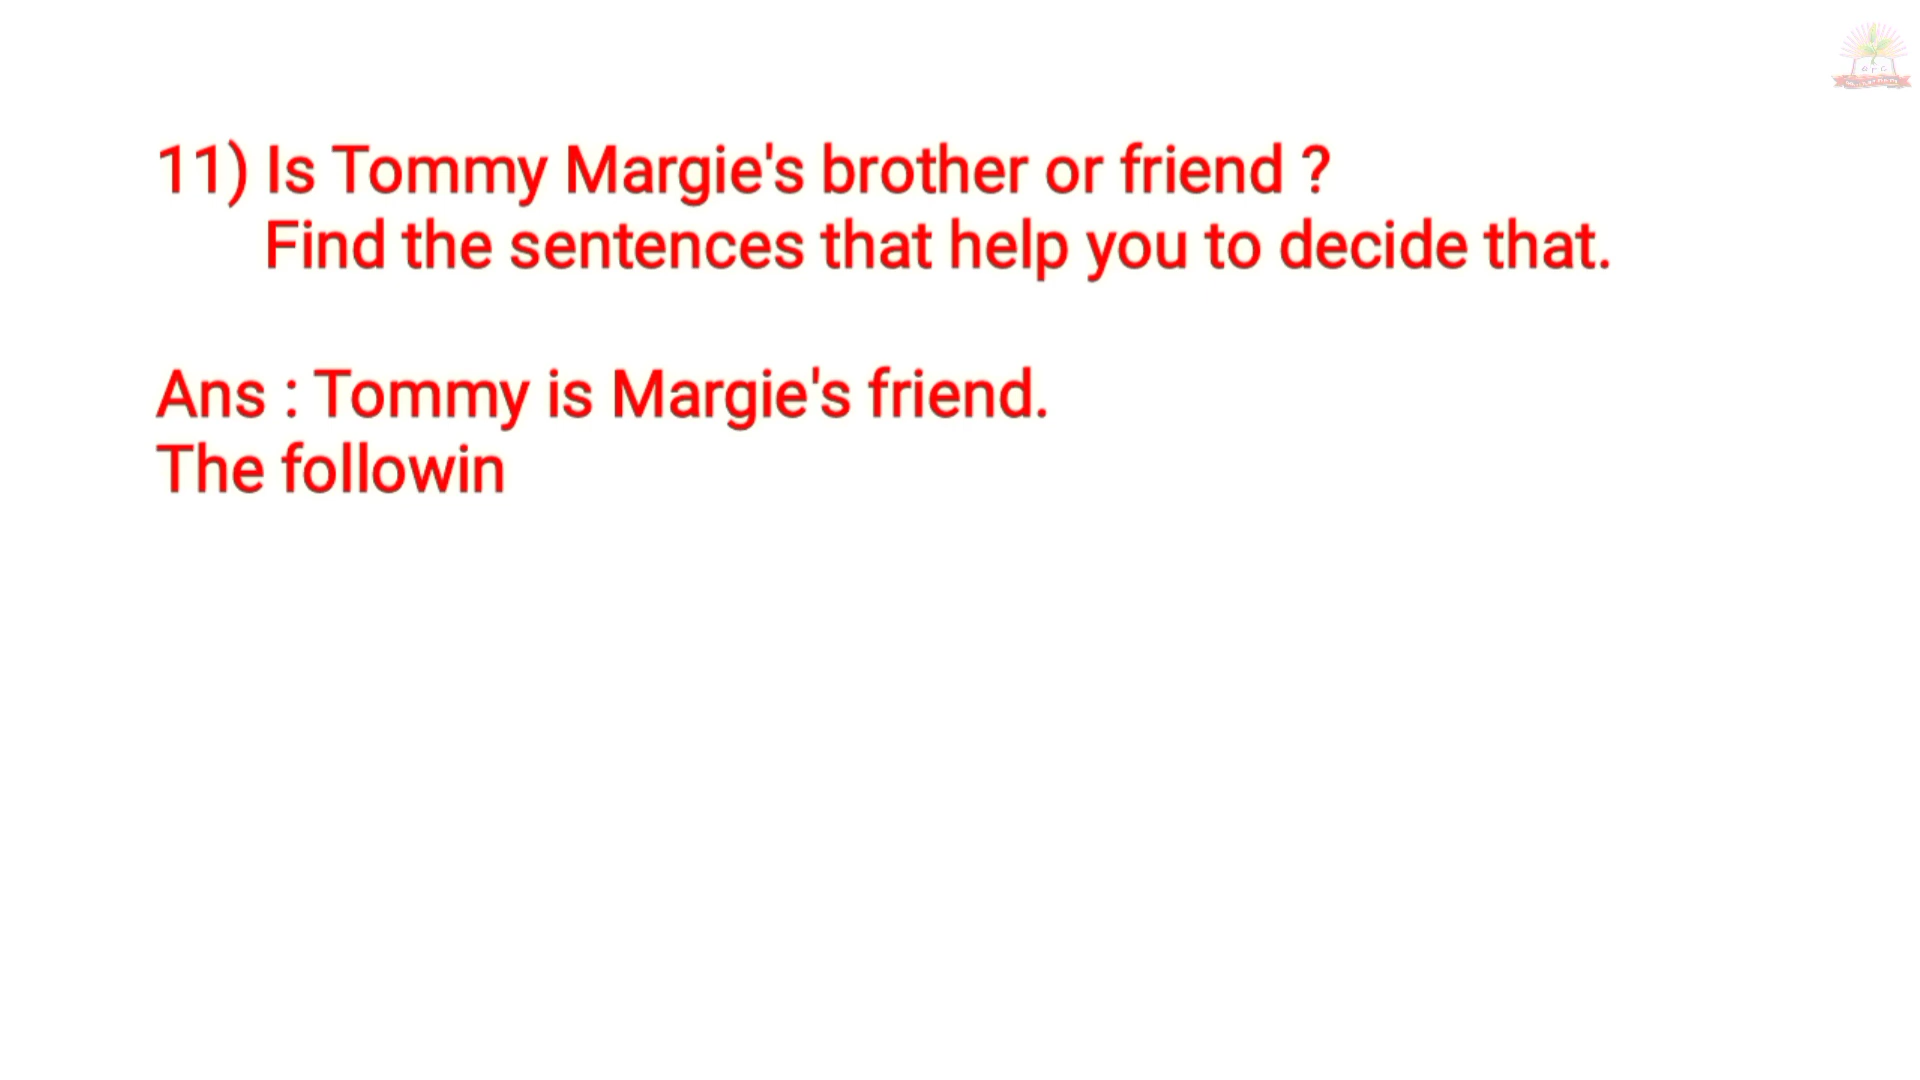 11) Is Tommy Margie's brother or friend ?
Find the sentences that help you to decide that.
Ans : Tommy is Margie's friend.
The followin